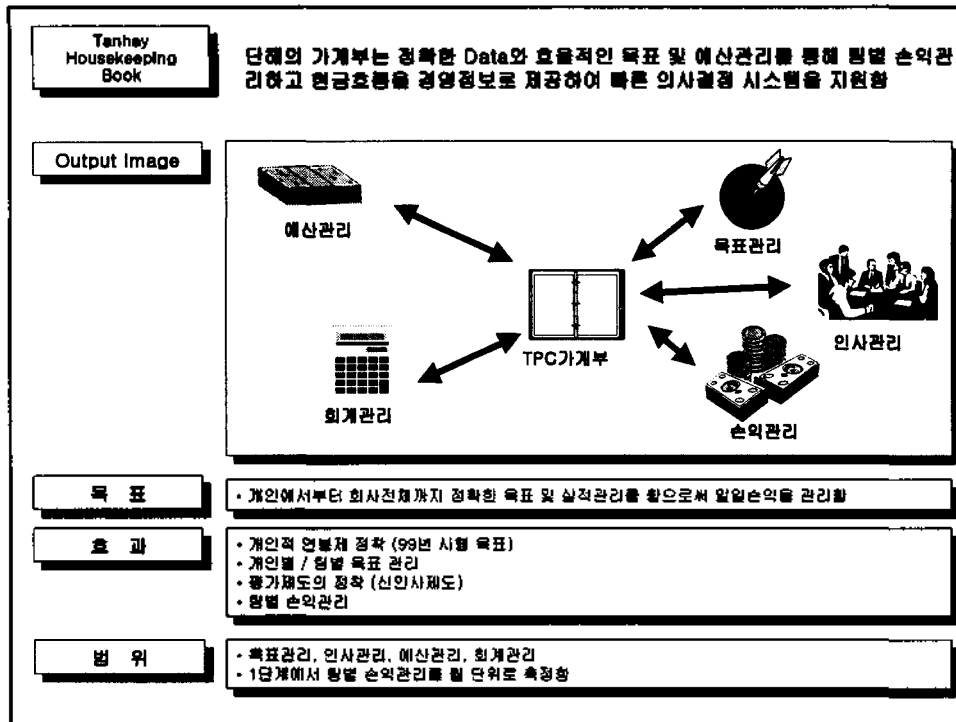 Tanhay
Housekeeping
Book
단해의 가계부는 정확한 Data와 효율적인 목표 및 예산관리를 통해 팀별 손익관
리하고 현금흐름을 경영정보로 제공하여 빠른 의사결정 시스템을 지원함
Output Image
예산관리
목표관리
TPC가계부
인사관리
회계관리
손익관리
목 표
• 개인에서부터 회사전체까지 정확한 목표 및 실적관리를 함으로써 일일손익을 관리함
효 과
• 개인적 연봉제 정착 (99년 시행 목표)
• 개인별 / 팀별 목표 관리
• 평가제도의 정착 (신인사제도)
• 팀별 손익관리
범 위
• 목표관리, 인사관리, 예산관리, 회계관리
• 1단계에서 팀별 손익관리를 월 단위로 측정함